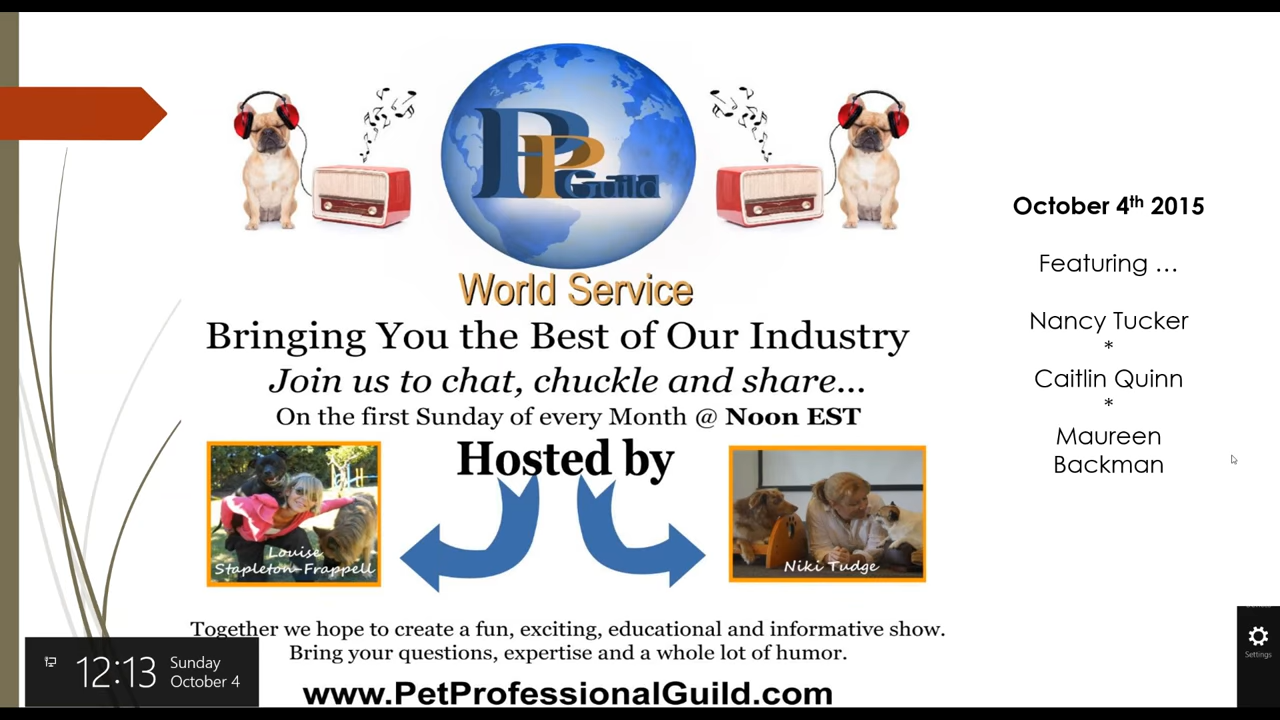 PP
Guild
World Service
Bringing You the Best of Our Industry
Join us to chat, chuckle and share...
On the first Sunday of every Month @ Noon EST
Hosted by
Louise
Stapleton-Frappell
Niki Tudge
Together we hope to create a fun, exciting, educational and informative show.
Bring your questions, expertise and a whole lot of humor.
www.PetProfessionalGuild.com
October 4th 2015
Featuring …
Nancy Tucker
*
Caitlin Quinn
*
Maureen
Backman
12:13
Sunday
October 4
Settings